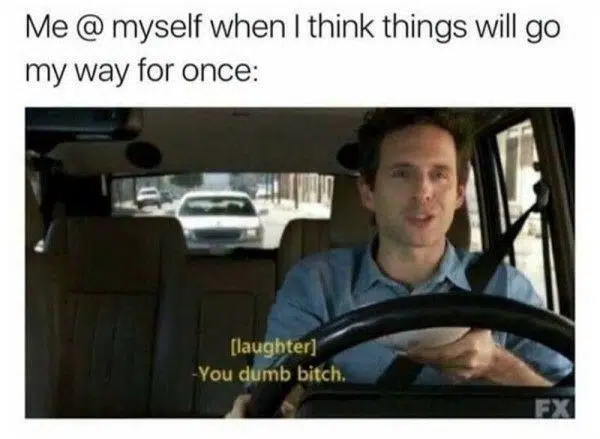 Me @ myself when I think things will go
my way for once:
[laughter]
-You dumb bitch.
FX